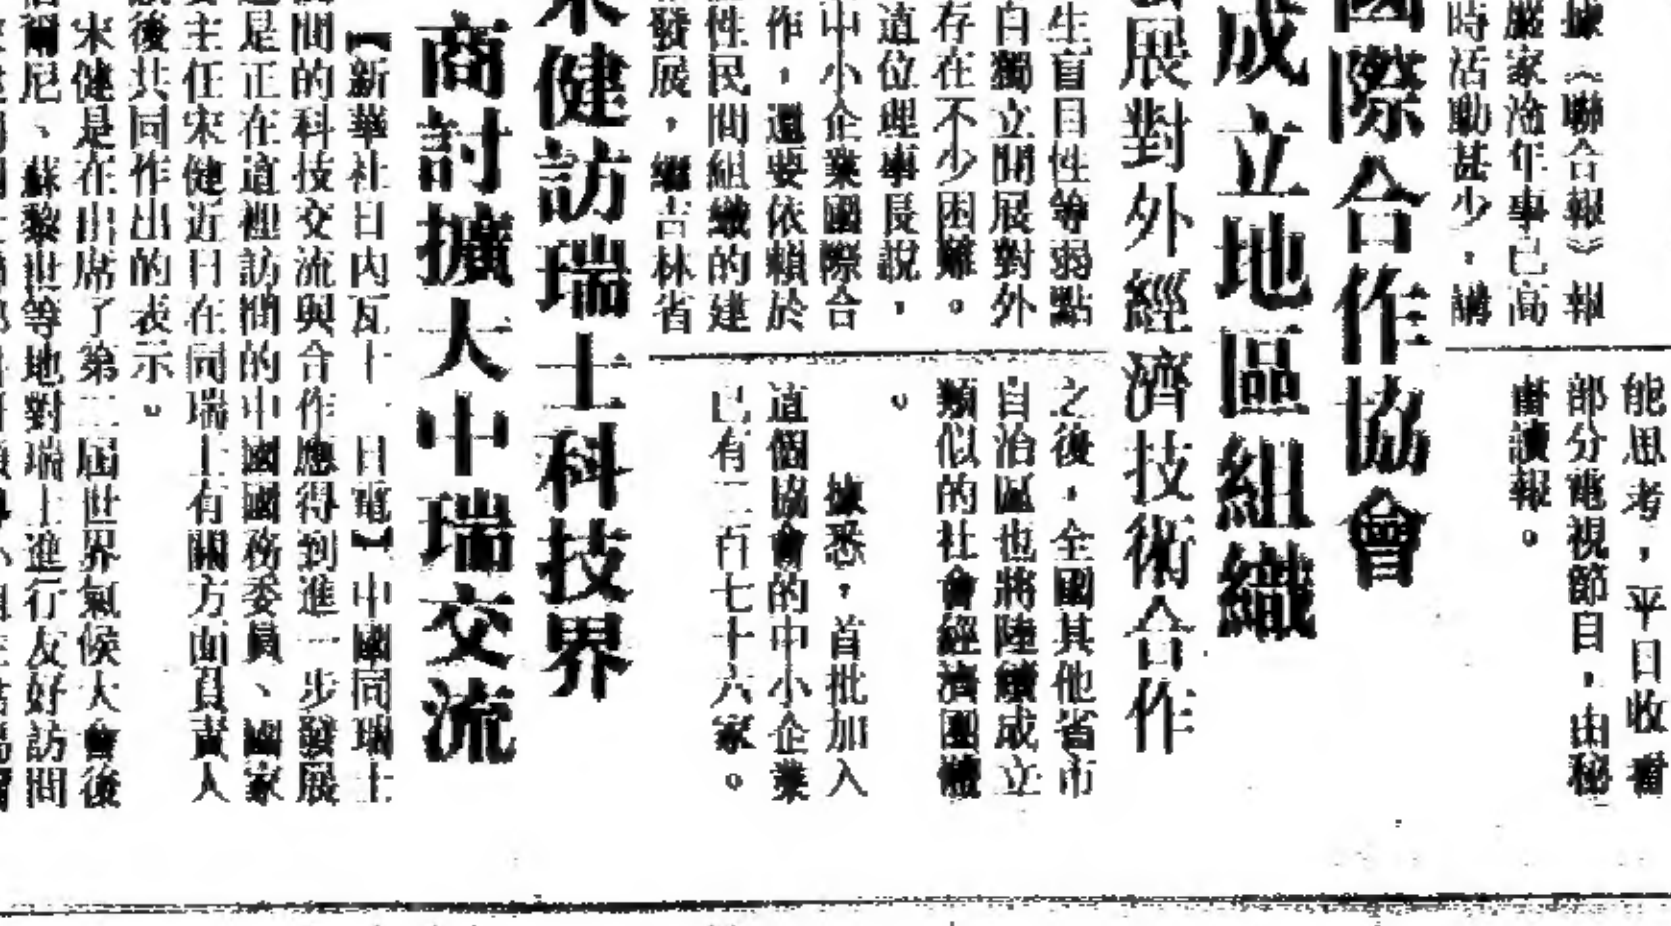 據《聯合報》報
嚴家淦年事已高
時活動甚少，講
能思考，平日收看
部分電視節目，由秘
書讀報。
國際合作協會
成立地區組織
發展對外經濟技術合作
生盲目性等弱點
自獨立開展對外
存在不少困難。
這位理事長說，
中小企業國際合
作，還要依賴於
性民間組織的建
發展，繼吉林省
之後，全國其他省市
自治區也將陸續成立
類似的社會經濟團體
。
據悉，首批加入
這個協會的中小企業
已有二百七十六家。
宋健訪瑞士科技界
商討擴大中瑞交流
【新華社日內瓦十一日電】中國同瑞士
間的科技交流與合作應得到進一步發展
是正在這裡訪問的中國國務委員、國家
主任宋健近日在同瑞士有關方面負責人
後共同作出的表示。
宋健是在出席了第二屆世界氣候大會後
爾尼、蘇黎世等地對瑞士進行友好訪問